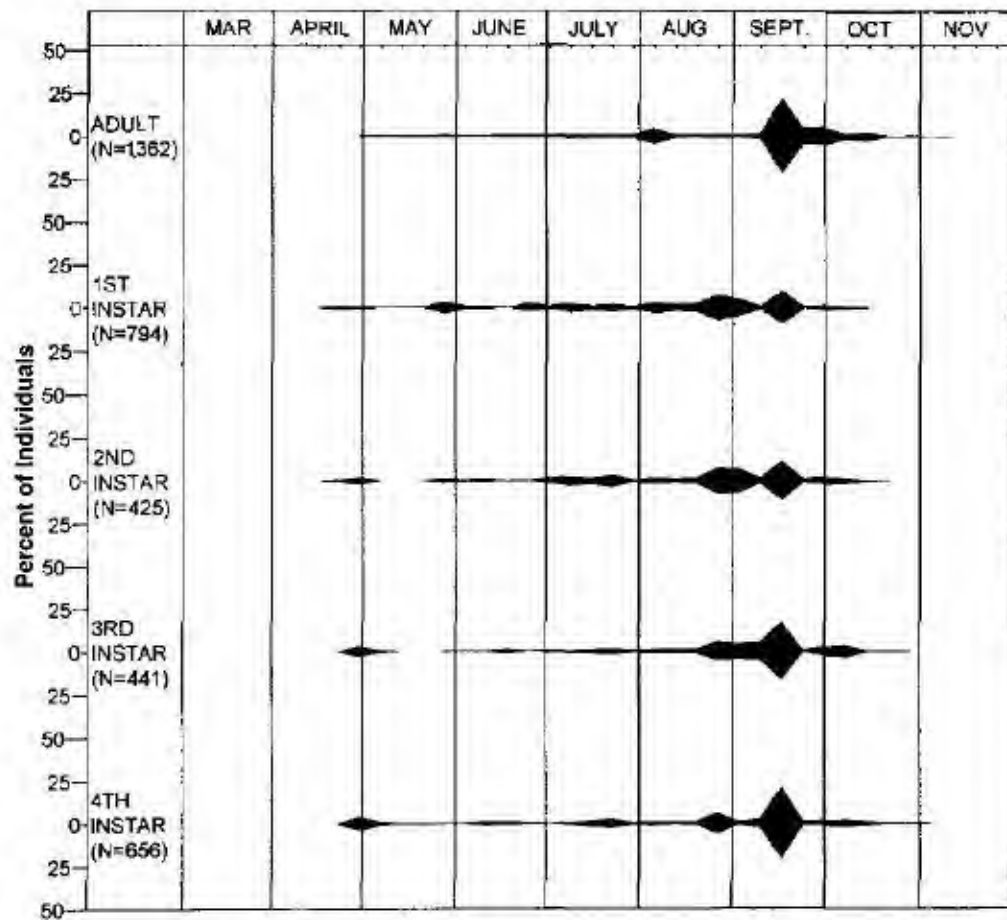 MAR APRIL MAY JUNE JULY AUG SEPT. OCT NOV
50
25
0 ADULT
(N=1362)
25
50
25
1ST
0 INSTAR
(N=794)
25
50
25
2ND
0 INSTAR
(N=425)
25
50
25
3RD
0 INSTAR
(N=441)
25
50
25
4TH
0 INSTAR
(N=656)
25
50
Percent of Individuals